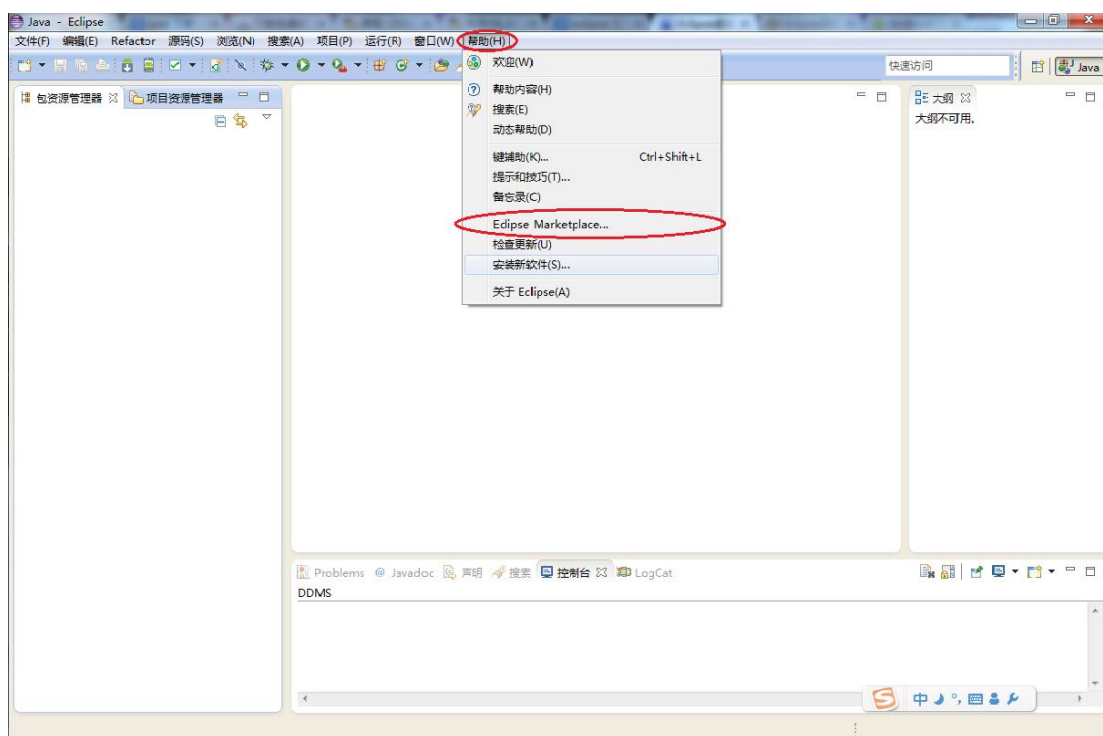 Java - Eclipse
文件(F) 编辑(E) Refactor 源码(S) 浏览(N) 搜索(A) 项目(P) 运行(R) 窗口(W) 帮助(H)
快速访问
Java
包资源管理器 项目资源管理器
欢迎(W)
帮助内容(H)
搜索(E)
动态帮助(D)
键辅助(K)... Ctrl+Shift+L
提示和技巧(T)...
备忘录(C)
Eclipse Marketplace...
检查更新(U)
安装新软件(S)...
关于 Eclipse(A)
大纲
大纲不可用。
Problems @ Javadoc 声明 搜索 控制台 LogCat
DDMS
中